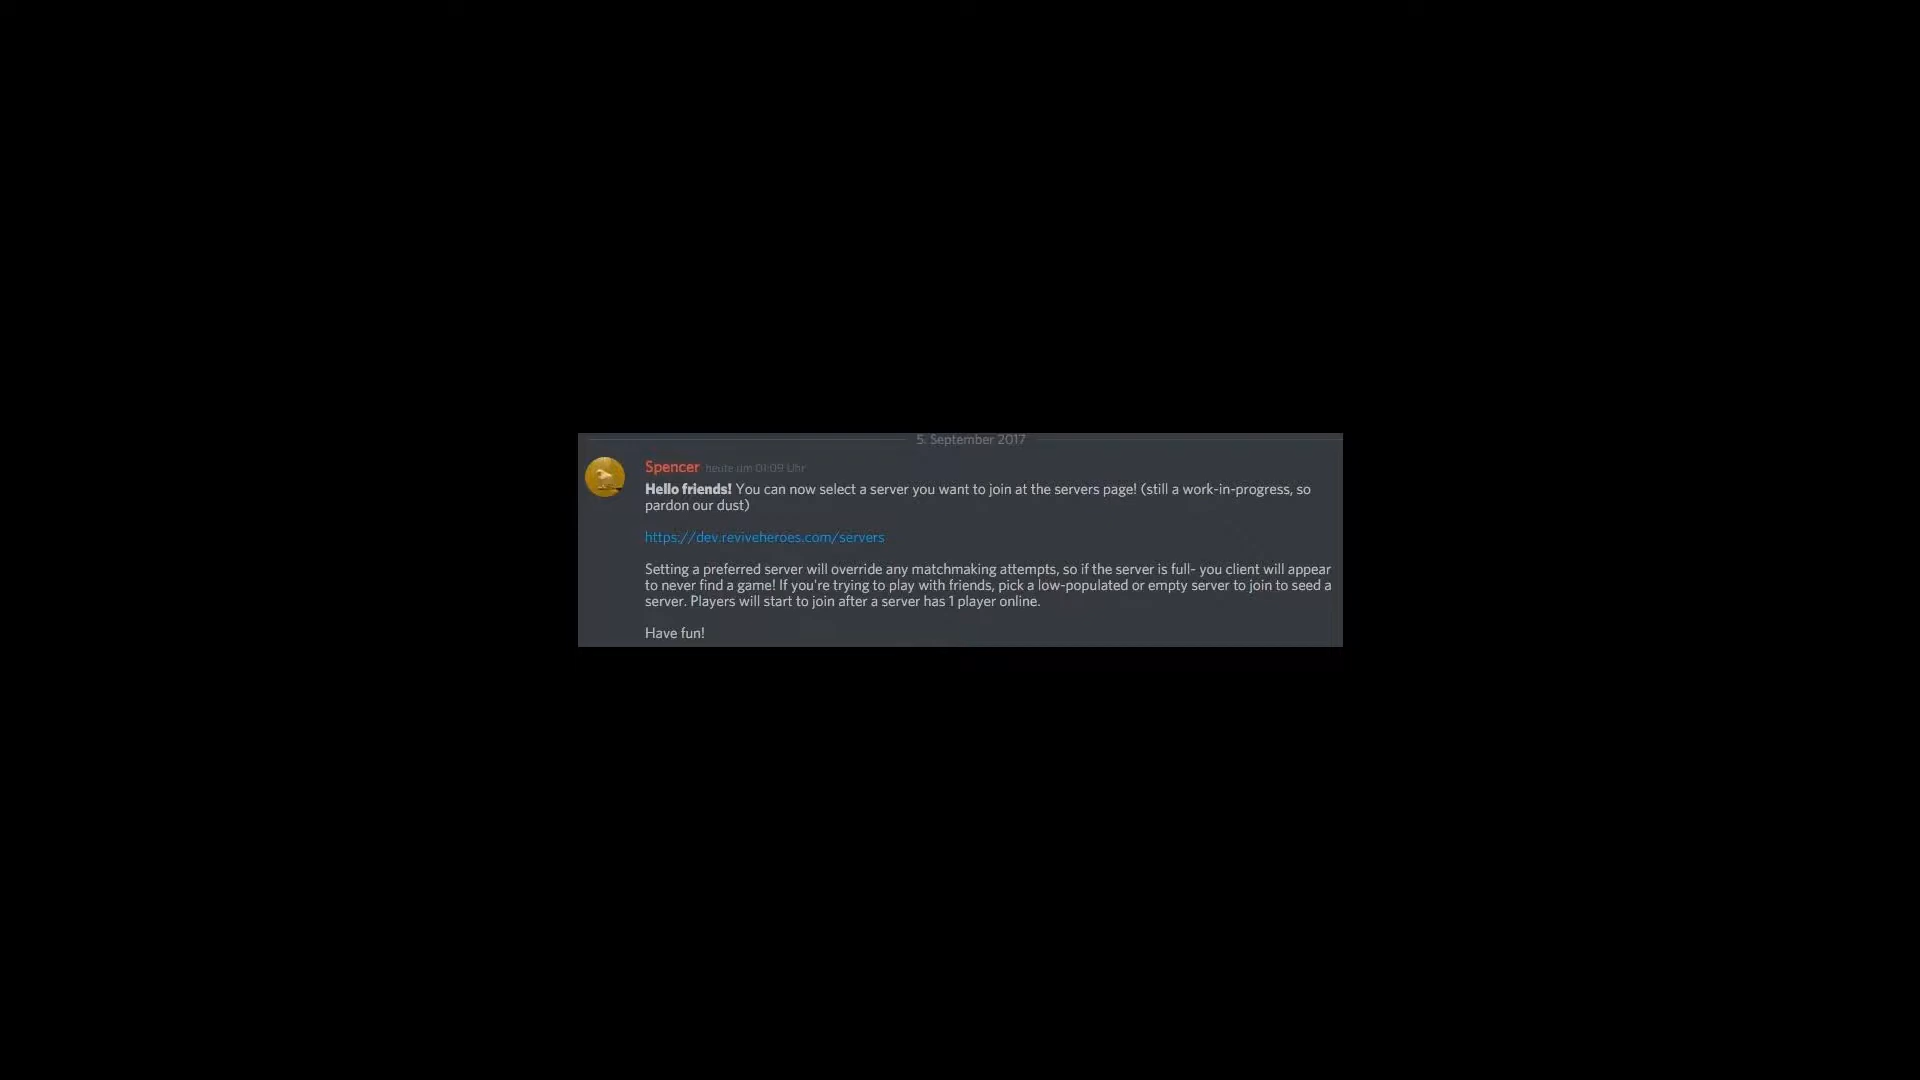 5. September 2017
Spencer heute um 01:09 Uhr
Hello friends! You can now select a server you want to join at the servers page! (still a work-in-progress, so
pardon our dust)
https://dev.reviveheroes.com/servers
Setting a preferred server will override any matchmaking attempts, so if the server is full- you client will appear
to never find a game! If you're trying to play with friends, pick a low-populated or empty server to join to seed a
server. Players will start to join after a server has 1 player online.
Have fun!